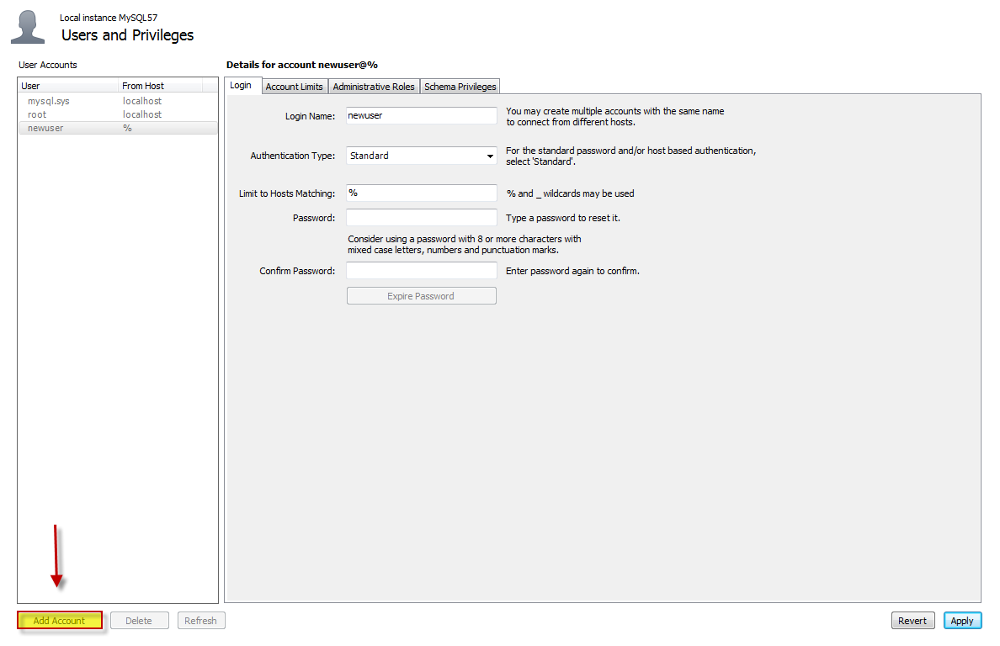 Local instance MySQL57
Users and Privileges
User Accounts
User From Host
mysql.sys localhost
root localhost
newuser %
Add Account Delete Refresh
Details for account newuser@%
Login Account Limits Administrative Roles Schema Privileges
Login Name: newuser You may create multiple accounts with the same name
to connect from different hosts.
Authentication Type: Standard For the standard password and/or host based authentication,
select 'Standard'.
Limit to Hosts Matching: % % and _ wildcards may be used
Password: Type a password to reset it.
Consider using a password with 8 or more characters with
mixed case letters, numbers and punctuation marks.
Confirm Password: Enter password again to confirm.
Expire Password
Revert Apply